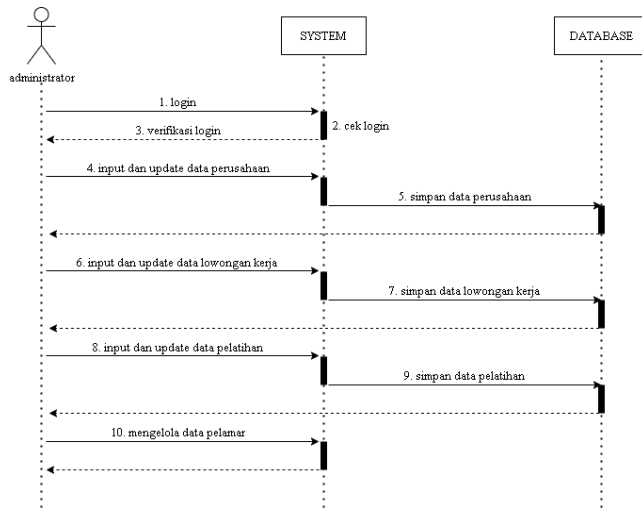 SYSTEM
DATABASE
administrator
1. login
2. cek login
3. verifikasi login
4. input dan update data perusahaan
5. simpan data perusahaan
6. input dan update data lowongan kerja
7. simpan data lowongan kerja
8. input dan update data pelatihan
9. simpan data pelatihan
10. mengelola data pelamar